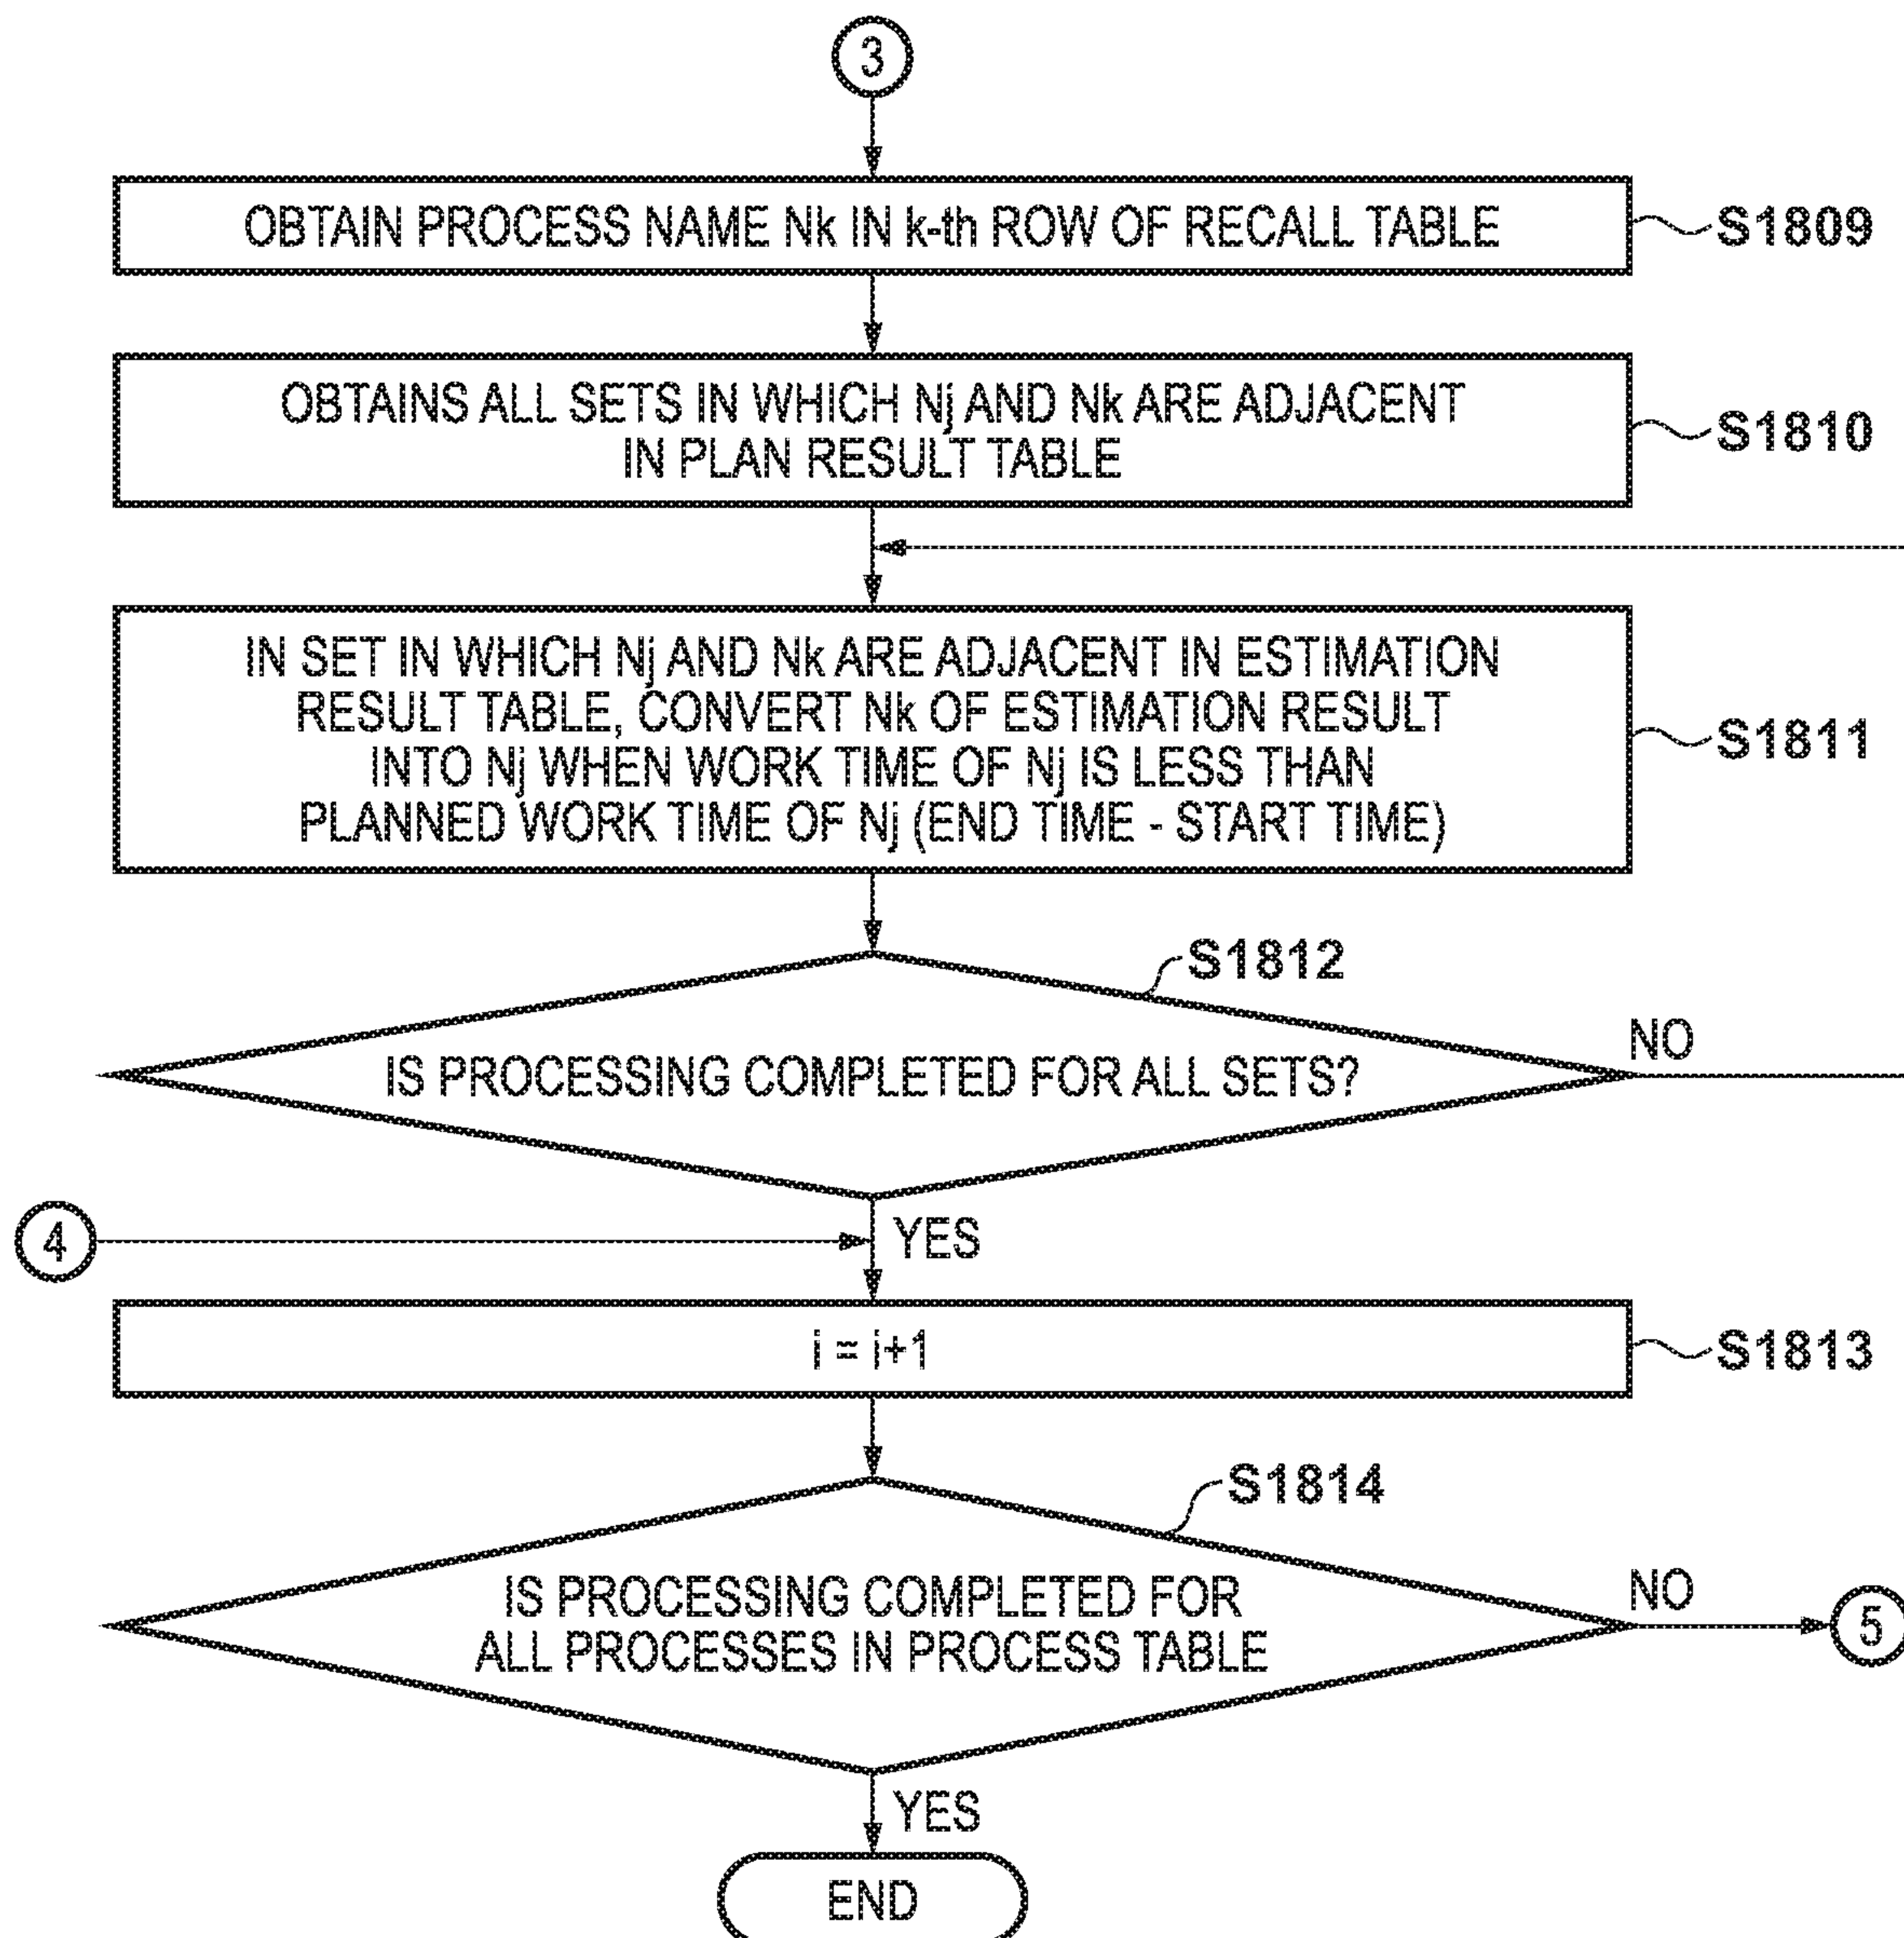 3
OBTAIN PROCESS NAME Nk IN k-th ROW OF RECALL TABLE
S1809
OBTAINS ALL SETS IN WHICH Nj AND Nk ARE ADJACENT
IN PLAN RESULT TABLE
S1810
IN SET IN WHICH Nj AND Nk ARE ADJACENT IN ESTIMATION
RESULT TABLE, CONVERT Nk OF ESTIMATION RESULT
INTO Nj WHEN WORK TIME OF Nj IS LESS THAN
PLANNED WORK TIME OF Nj (END TIME - START TIME)
S1811
S1812
NO
IS PROCESSING COMPLETED FOR ALL SETS?
4
YES
i = i+1
S1813
S1814
IS PROCESSING COMPLETED FOR
ALL PROCESSES IN PROCESS TABLE
NO
5
YES
END